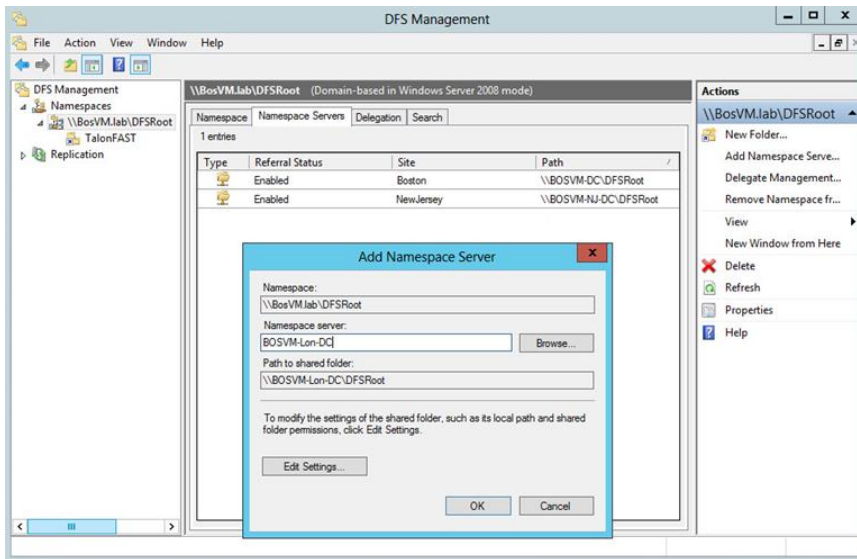 DFS Management
File Action View Window Help
DFS Management
Namespaces
\\BosVM.lab\DFSRoot
TalonFAST
Replication
\\BosVM.lab\DFSRoot (Domain-based in Windows Server 2008 mode)
Namespace Namespace Servers Delegation Search
1 entries
Type Referral Status Site Path
Enabled Boston \\BOSVM-DC\DFSRoot
Enabled NewJersey \\BOSVM-NJ-DC\DFSRoot
Add Namespace Server
Namespace:
\\BosVM.lab\DFSRoot
Namespace server:
BOSVM-Lon-DC
Browse...
Path to shared folder:
\\BOSVM-Lon-DC\DFSRoot
To modify the settings of the shared folder, such as its local path and shared
folder permissions, click Edit Settings.
Edit Settings...
OK Cancel
Actions
\\BosVM.lab\DFSRoot
New Folder...
Add Namespace Serve...
Delegate Management...
Remove Namespace fr...
View
New Window from Here
Delete
Refresh
Properties
Help